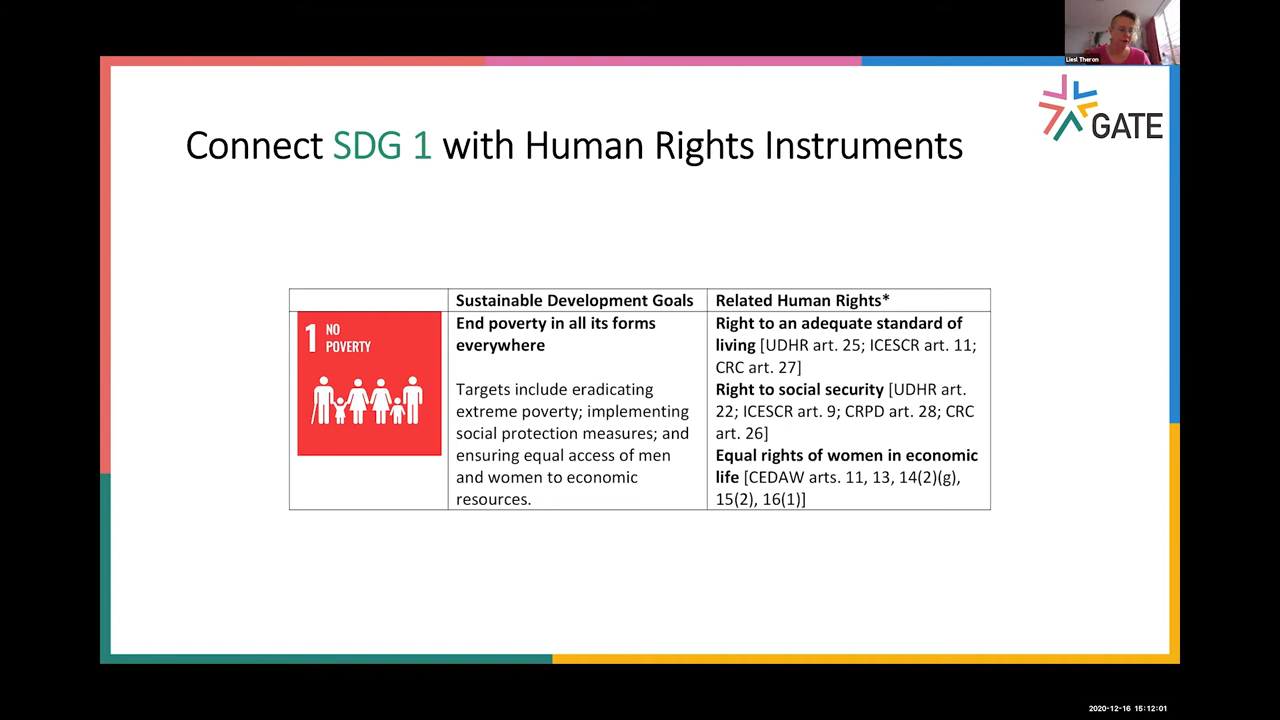 Liesl Theron
GATE
Connect SDG 1 with Human Rights Instruments
Sustainable Development Goals
Related Human Rights*
1 NO
POVERTY
End poverty in all its forms
everywhere
Targets include eradicating
extreme poverty; implementing
social protection measures; and
ensuring equal access of men
and women to economic
resources.
Right to an adequate standard of
living [UDHR art. 25; ICESCR art. 11;
CRC art. 27]
Right to social security [UDHR art.
22; ICESCR art. 9; CRPD art. 28; CRC
art. 26]
Equal rights of women in economic
life [CEDAW arts. 11, 13, 14(2)(g),
15(2), 16(1)]
2020-12-16 15:12:01